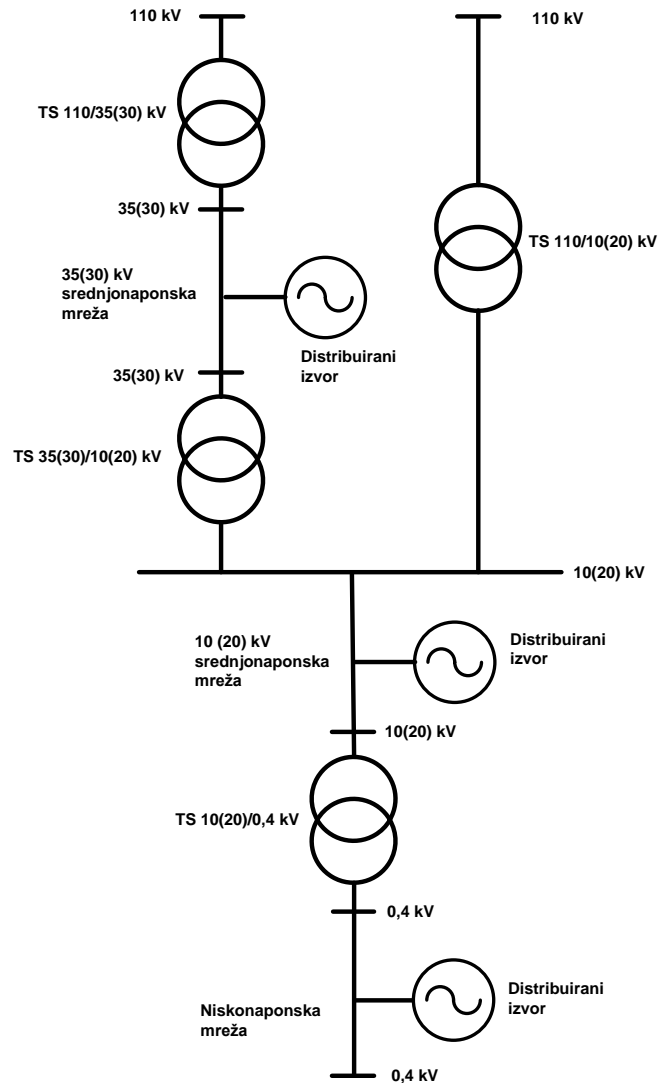 110 kV
110 kV
TS 110/35(30) kV
35(30) kV
TS 110/10(20) kV
35(30) kV
srednjonaponska
mreža
Distribuirani
izvor
35(30) kV
TS 35(30)/10(20) kV
10(20) kV
10 (20) kV
srednjonaponska
mreža
Distribuirani
izvor
10(20) kV
TS 10(20)/0,4 kV
0,4 kV
Niskonaponska
mreža
Distribuirani
izvor
0,4 kV